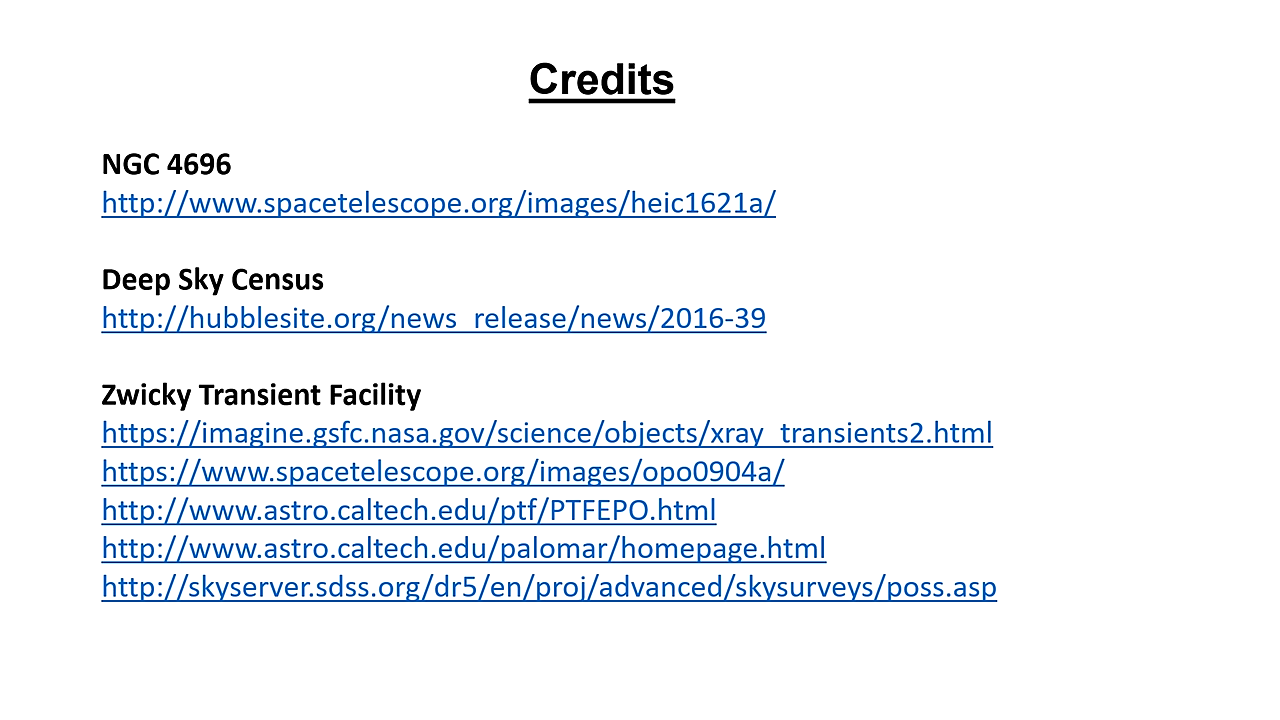 Credits
NGC 4696
http://www.spacetelescope.org/images/heic1621a/
Deep Sky Census
http://hubblesite.org/news_release/news/2016-39
Zwicky Transient Facility
https://imagine.gsfc.nasa.gov/science/objects/xray_transients2.html
https://www.spacetelescope.org/images/opo0904a/
http://www.astro.caltech.edu/ptf/PTFEPO.html
http://www.astro.caltech.edu/palomar/homepage.html
http://skyserver.sdss.org/dr5/en/proj/advanced/skysurveys/poss.asp